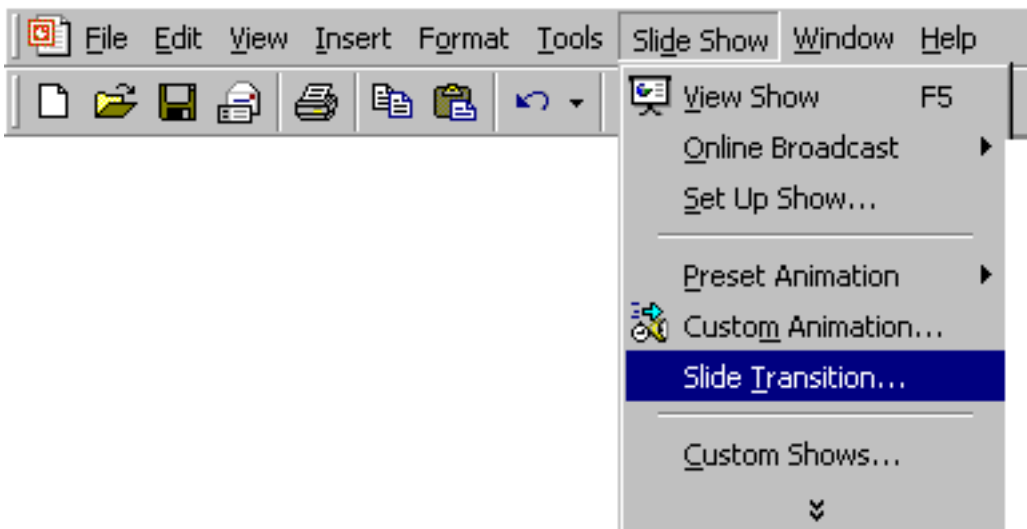 File Edit View Insert Format Tools Slide Show Window Help
View Show F5
Online Broadcast
Set Up Show...
Preset Animation
Custom Animation...
Slide Transition...
Custom Shows...